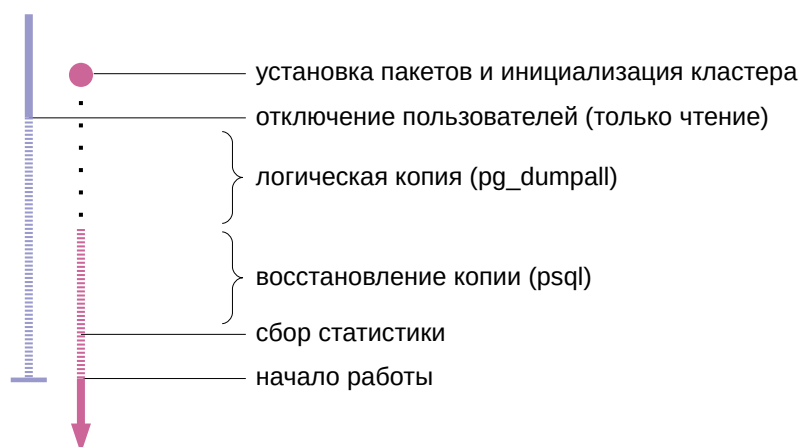 установка пакетов и инициализация кластера
отключение пользователей (только чтение)
логическая копия (pg_dumpall)
восстановление копии (psql)
сбор статистики
начало работы